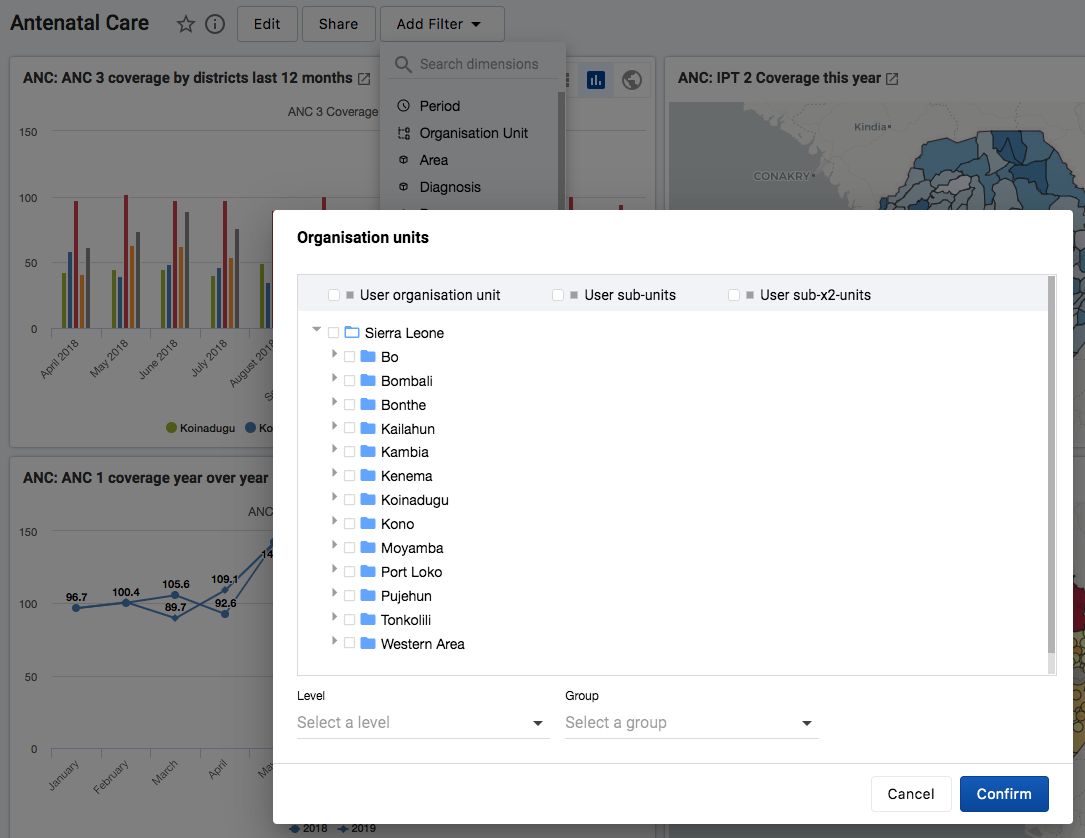 Antenatal Care
Edit
Share
Add Filter
Search dimensions
Period
Organisation Unit
Area
Diagnosis
ANC: ANC 3 coverage by districts last 12 months
ANC 3 Coverage
150
100
50
0
April 2018
May 2018
June 2018
July 2018
August 2018
Koinadugu
Ko
ANC: IPT 2 Coverage this year
Kindia
CONAKRY
ANC: ANC 1 coverage year over year
ANC
150
100
50
0
96.7
100.4
105.6
109.1
89.7
92.6
14
January
February
March
April
Ma
2018
2019
Organisation units
User organisation unit
User sub-units
User sub-x2-units
Sierra Leone
Bo
Bombali
Bonthe
Kailahun
Kambia
Kenema
Koinadugu
Kono
Moyamba
Port Loko
Pujehun
Tonkolili
Western Area
Level
Group
Select a level
Select a group
Cancel
Confirm